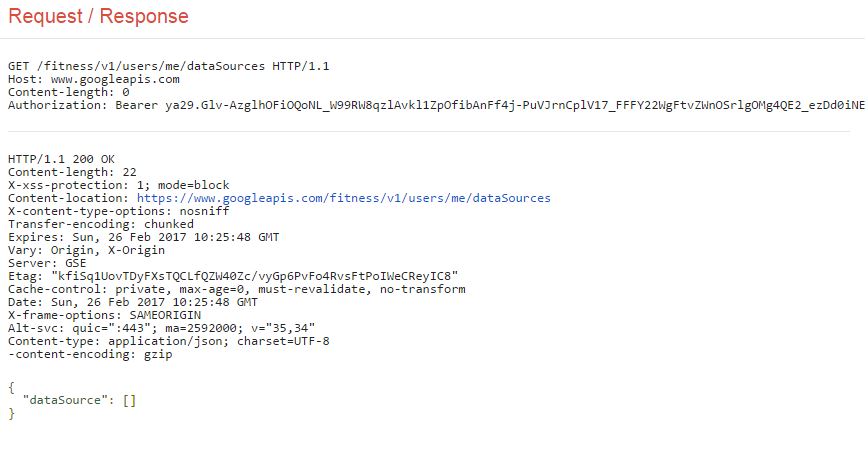 Request / Response
GET /fitness/v1/users/me/dataSources HTTP/1.1
Host: www.googleapis.com
Content-length: 0
Authorization: Bearer ya29.Glv-AzglhOFiOQoNL_W99RW8qzlAvkl1ZpOfibAnFf4j-PuVJrnCplV17_FFFY22WgFtvZWnOSrlgOMg4QE2_ezDd0iNE
HTTP/1.1 200 OK
Content-length: 22
X-xss-protection: 1; mode=block
Content-location: https://www.googleapis.com/fitness/v1/users/me/dataSources
X-content-type-options: nosniff
Transfer-encoding: chunked
Expires: Sun, 26 Feb 2017 10:25:48 GMT
Vary: Origin, X-Origin
Server: GSE
Etag: "kfiSq1UovTDyFXsTQCLfQZW40Zc/vyGp6PvFo4RvsFtPoIWeCReyIC8"
Cache-control: private, max-age=0, must-revalidate, no-transform
Date: Sun, 26 Feb 2017 10:25:48 GMT
X-frame-options: SAMEORIGIN
Alt-svc: quic=":443"; ma=2592000; v="35,34"
Content-type: application/json; charset=UTF-8
-content-encoding: gzip
{
"dataSource": []
}